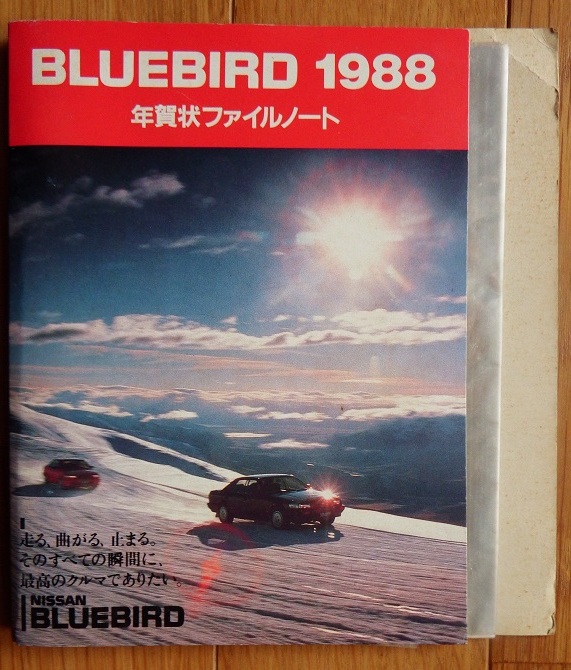 BLUEBIRD 1988
年賀状ファイルノート
走る、曲がる、止まる。
そのすべての瞬間に、
最高のクルマでありたい。
NISSAN
BLUEBIRD